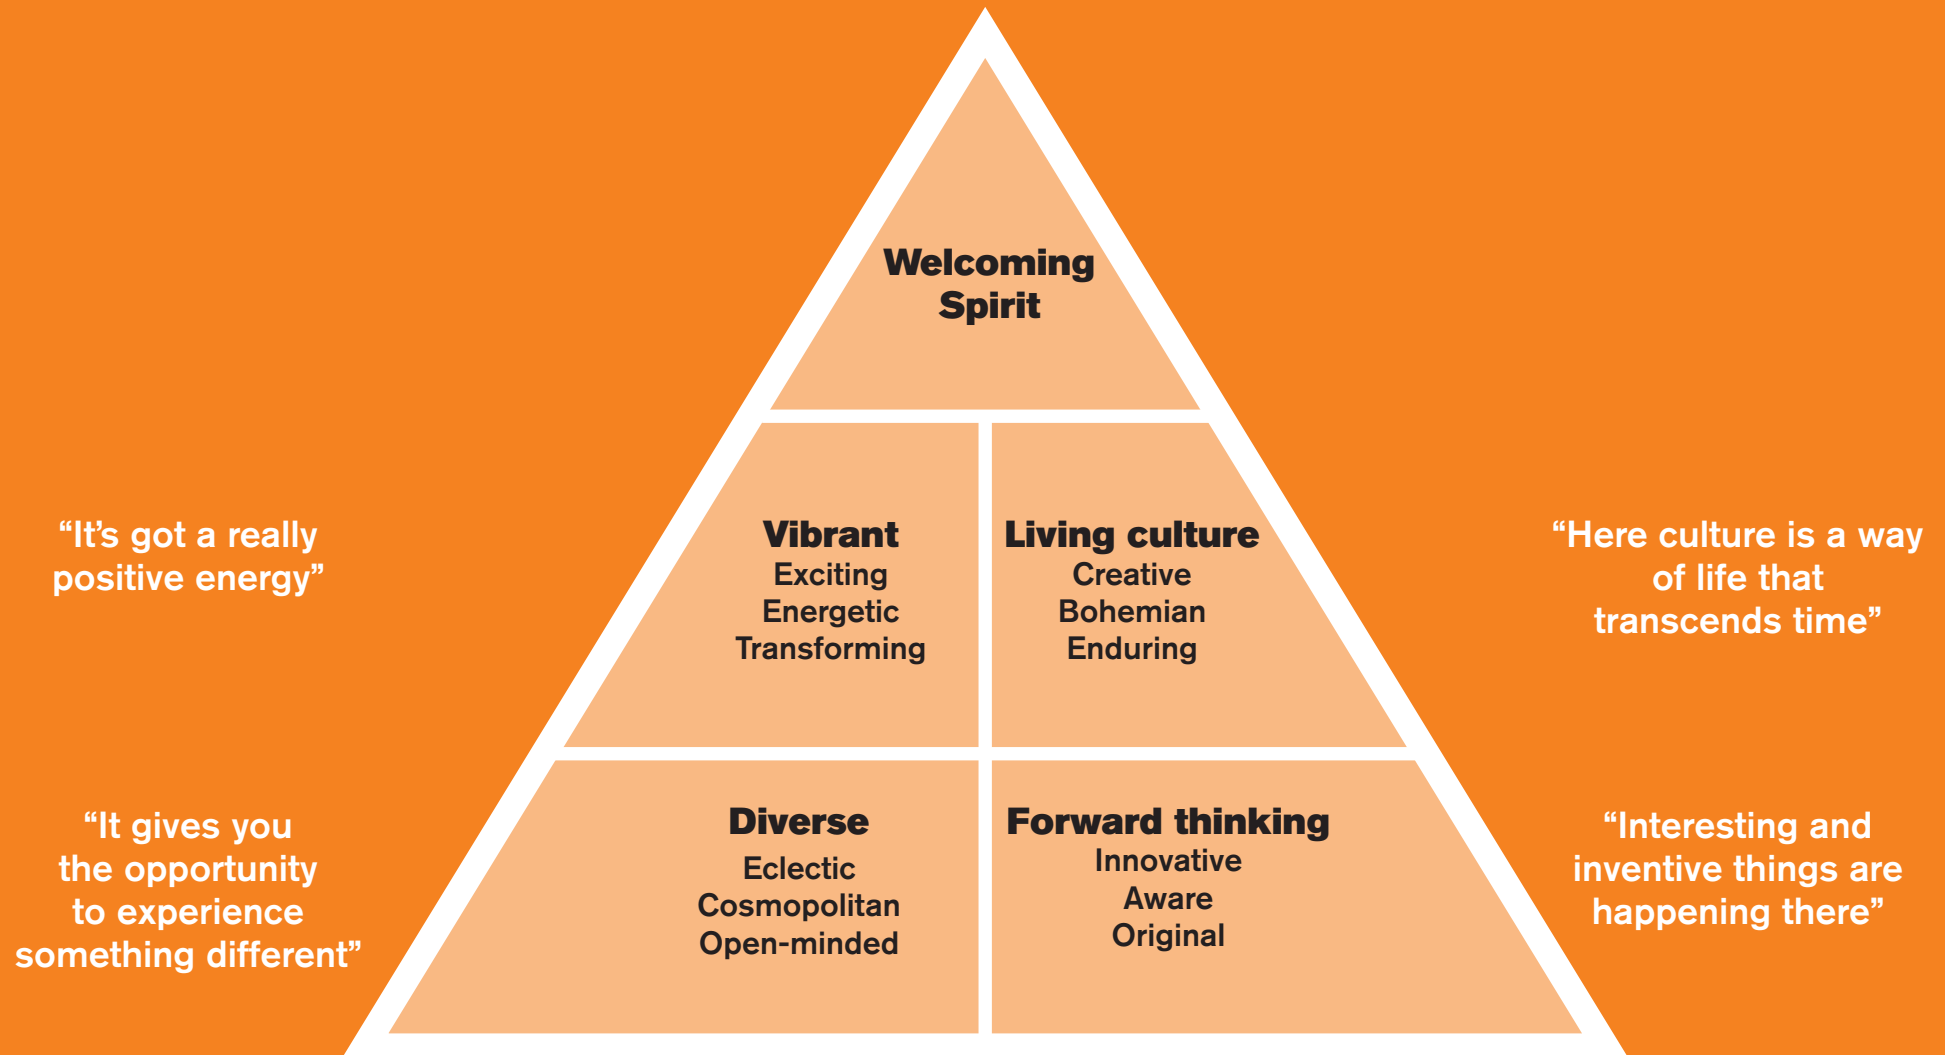 Welcoming
Spirit
“It’s got a really
positive energy”
Vibrant
Exciting
Energetic
Transforming
Living culture
Creative
Bohemian
Enduring
“Here culture is a way
of life that
transcends time”
“It gives you
the opportunity
to experience
something different”
Diverse
Eclectic
Cosmopolitan
Open-minded
Forward thinking
Innovative
Aware
Original
“Interesting and
inventive things are
happening there”